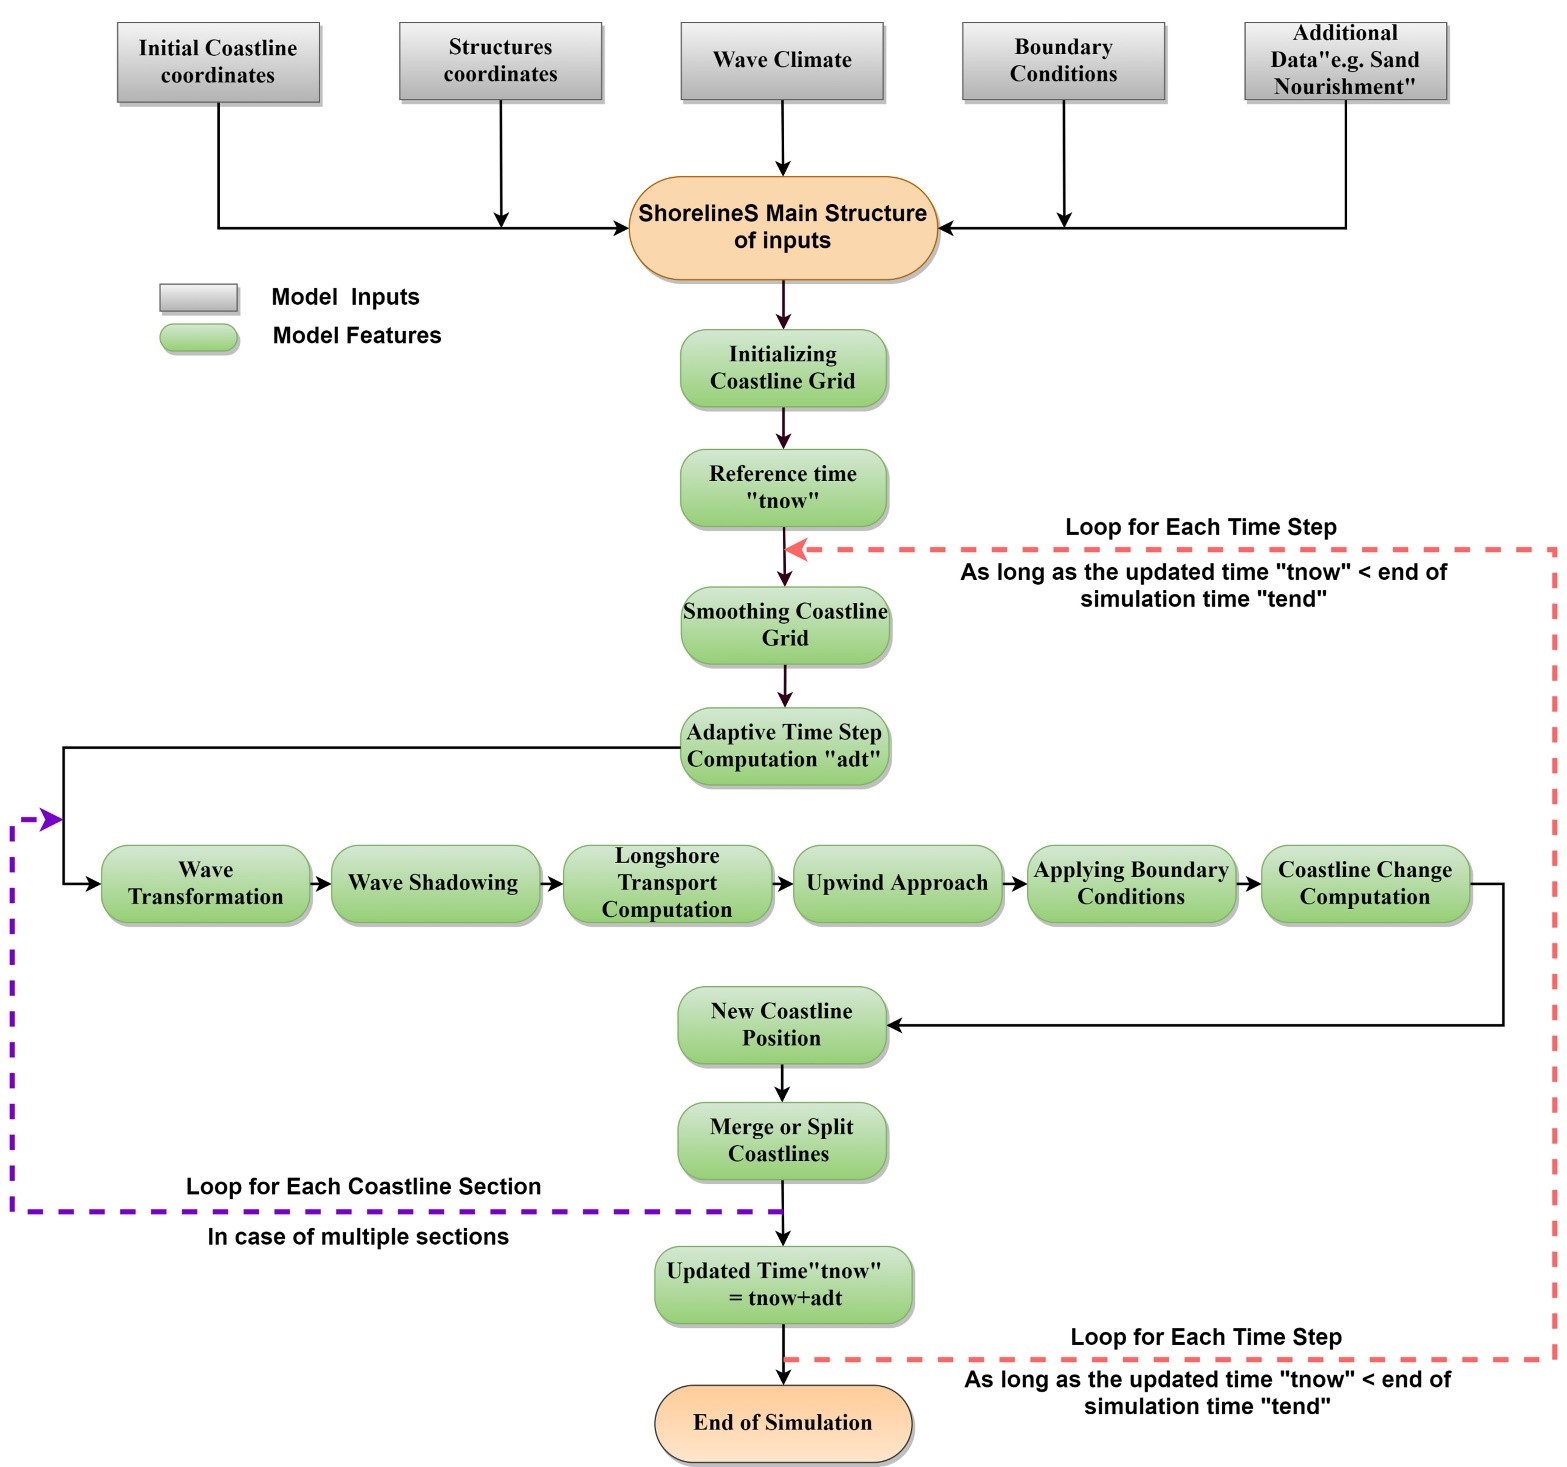 Initial Coastline
coordinates
Structures
coordinates
Wave Climate
Boundary
Conditions
Additional
Data"e.g. Sand
Nourishment"
ShorelineS Main Structure
of inputs
Model Inputs
Model Features
Initializing
Coastline Grid
Reference time
"tnow"
Loop for Each Time Step
As long as the updated time "tnow" < end of
simulation time "tend"
Smoothing Coastline
Grid
Adaptive Time Step
Computation "adt"
Wave
Transformation
Wave Shadowing
Longshore
Transport
Computation
Upwind Approach
Applying Boundary
Conditions
Coastline Change
Computation
New Coastline
Position
Merge or Split
Coastlines
Loop for Each Coastline Section
In case of multiple sections
Updated Time"tnow"
= tnow+adt
Loop for Each Time Step
As long as the updated time "tnow" < end of
simulation time "tend"
End of Simulation